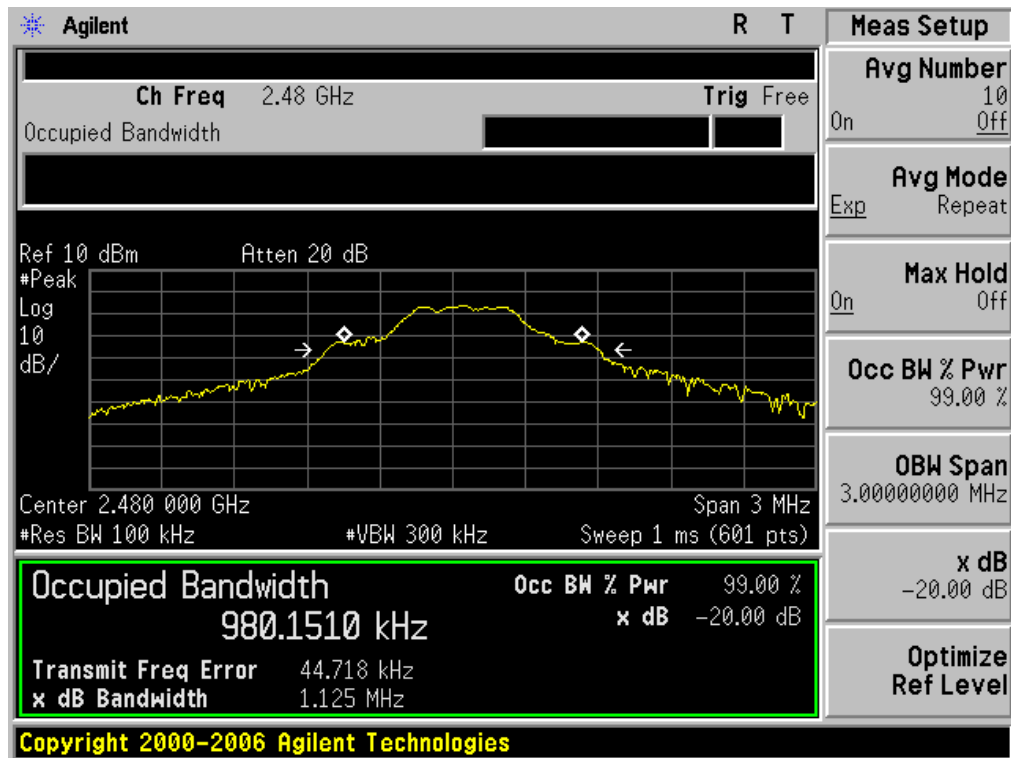 Agilent R T
Ch Freq 2.48 GHz Trig Free
Occupied Bandwidth
Ref 10 dBm Atten 20 dB
#Peak
Log
10
dB/
Center 2.480 000 GHz Span 3 MHz
#Res BW 100 kHz #VBW 300 kHz Sweep 1 ms (601 pts)
Occupied Bandwidth Occ BW % Pwr 99.00 %
980.1510 kHz x dB -20.00 dB
Transmit Freq Error 44.718 kHz
x dB Bandwidth 1.125 MHz
Copyright 2000-2006 Agilent Technologies
Meas Setup
Avg Number
10
On Off
Avg Mode
Exp Repeat
Max Hold
On Off
Occ BW % Pwr
99.00 %
OBW Span
3.00000000 MHz
x dB
-20.00 dB
Optimize
Ref Level